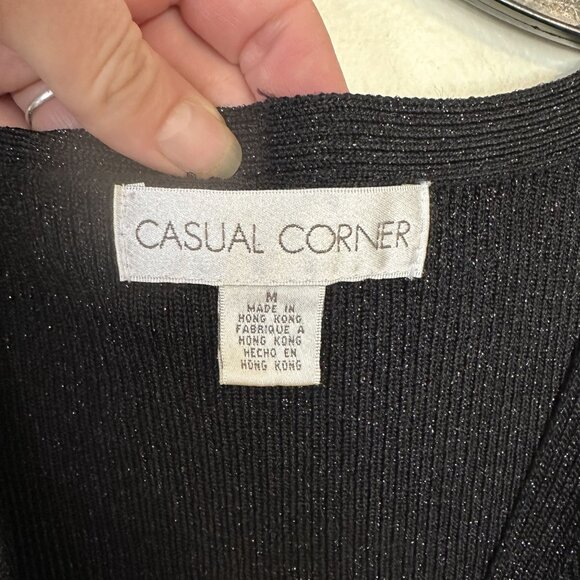 CASUAL CORNER
M
MADE IN
HONG KONG
FABRIQUE A
HONG KONG
HECHO EN
HONG KONG